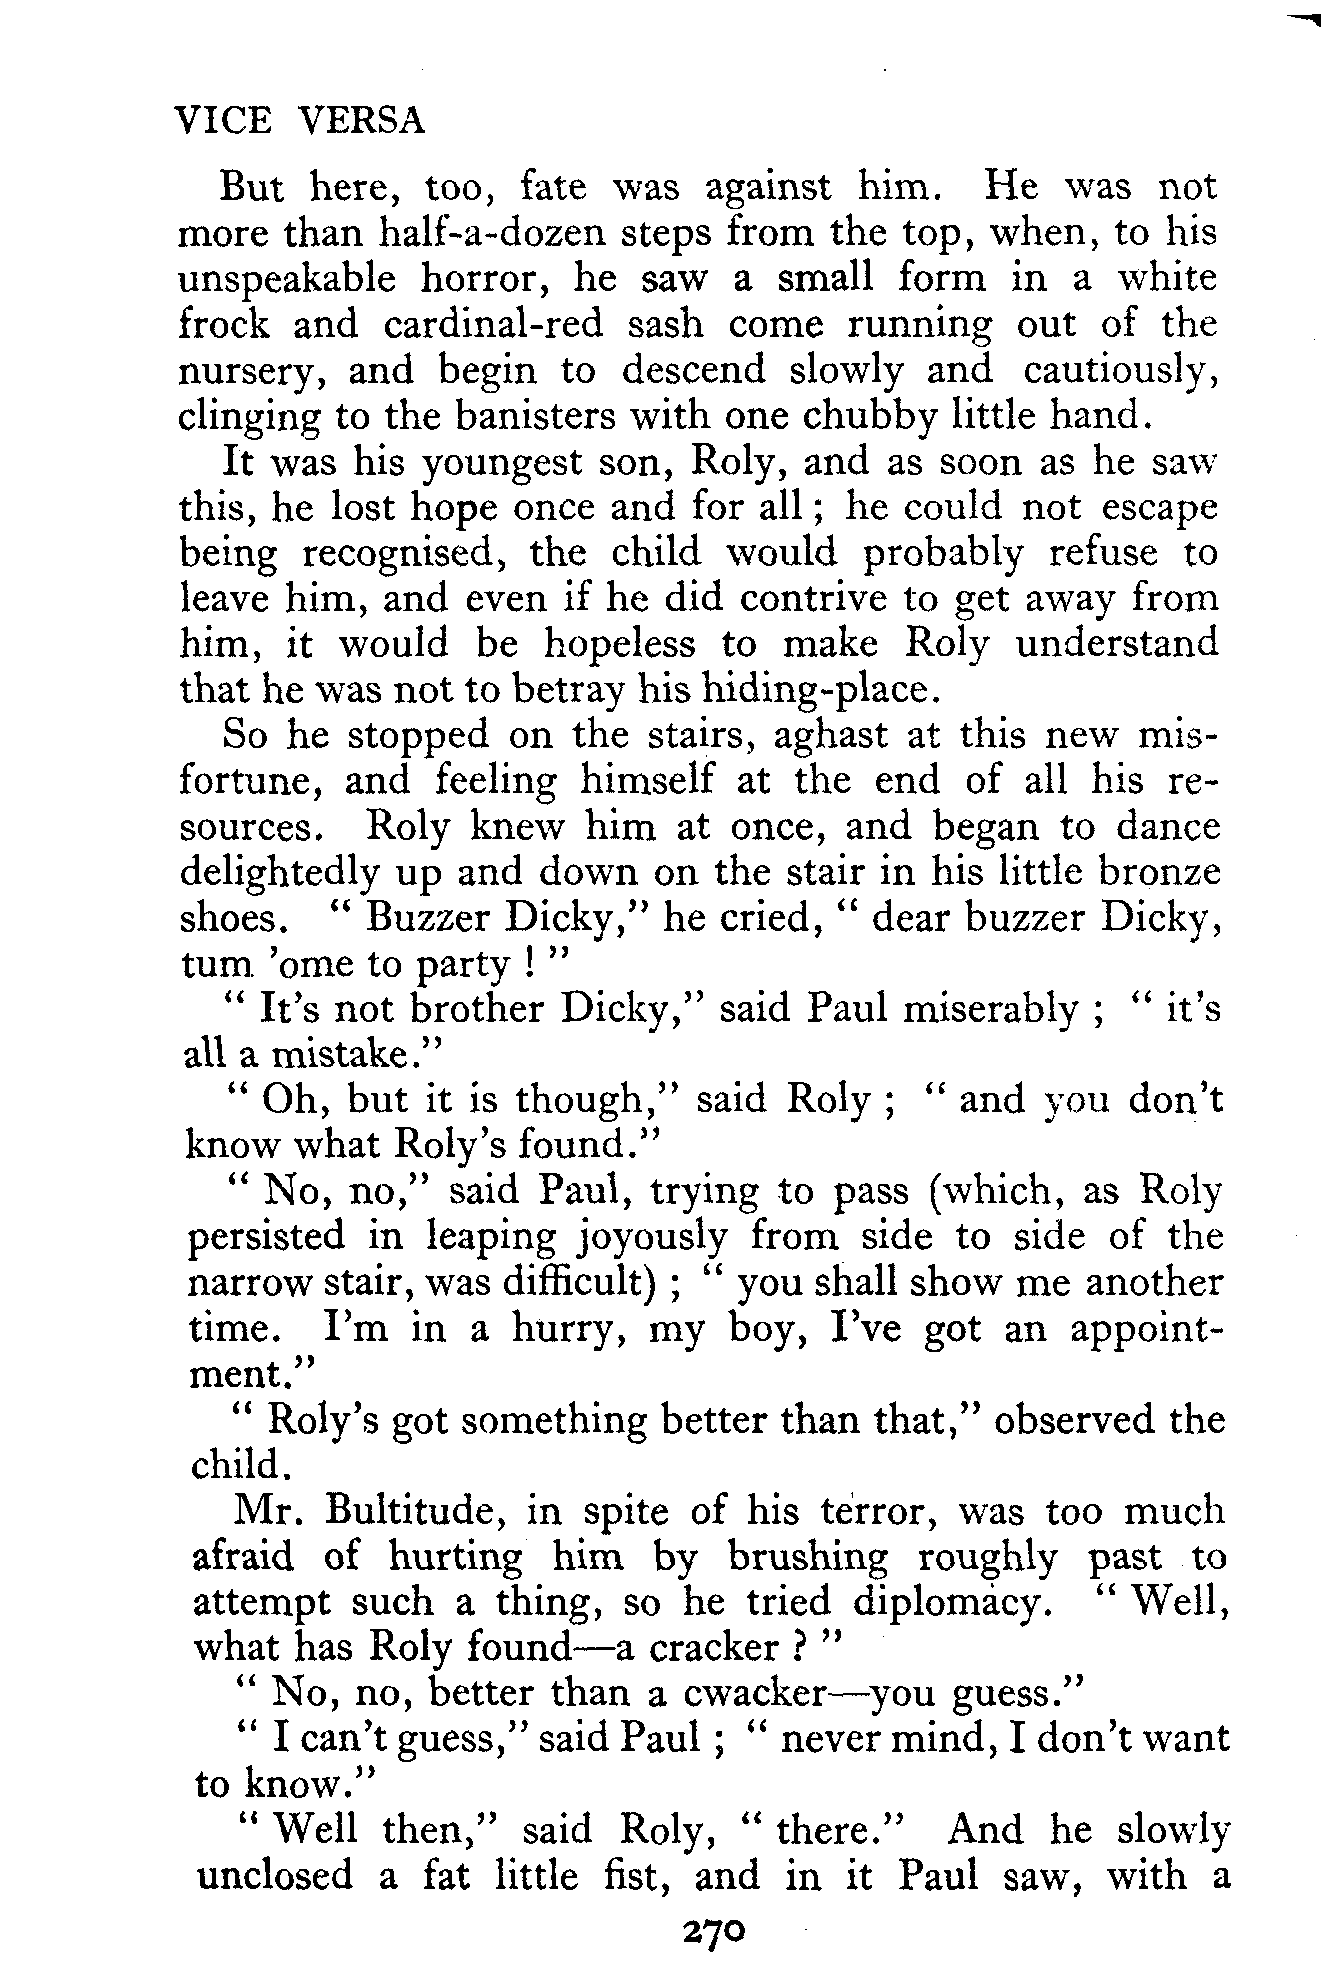 VICE VERSA
But here, too, fate was against him. He was not
more than half-a-dozen steps from the top, when, to his
unspeakable horror, he saw a small form in a white
frock and cardinal-red sash come running out of the
nursery, and begin to descend slowly and cautiously,
clinging to the banisters with one chubby little hand.
It was his youngest son, Roly, and as soon as he saw
this, he lost hope once and for all ; he could not escape
being recognised, the child would probably refuse to
leave him, and even if he did contrive to get away from
him, it would be hopeless to make Roly understand
that he was not to betray his hiding-place.
So he stopped on the stairs, aghast at this new mis-
fortune, and feeling himself at the end of all his re-
sources. Roly knew him at once, and began to dance
delightedly up and down on the stair in his little bronze
shoes. “ Buzzer Dicky,” he cried, “ dear buzzer Dicky,
tum ’ome to party ! ”
“ It’s not brother Dicky,” said Paul miserably ; “ it’s
all a mistake.”
“ Oh, but it is though,” said Roly ; “ and you don’t
know what Roly’s found.”
“ No, no,” said Paul, trying to pass (which, as Roly
persisted in leaping joyously from side to side of the
narrow stair, was difficult) ; “ you shall show me another
time. I’m in a hurry, my boy, I’ve got an appoint-
ment.”
“ Roly’s got something better than that,” observed the
child.
Mr. Bultitude, in spite of his terror, was too much
afraid of hurting him by brushing roughly past to
attempt such a thing, so he tried diplomacy. “ Well,
what has Roly found—a cracker ? ”
“ No, no, better than a cwacker—you guess.”
“ I can’t guess,” said Paul ; “ never mind, I don’t want
to know.”
“ Well then,” said Roly, “ there.” And he slowly
unclosed a fat little fist, and in it Paul saw, with a
270